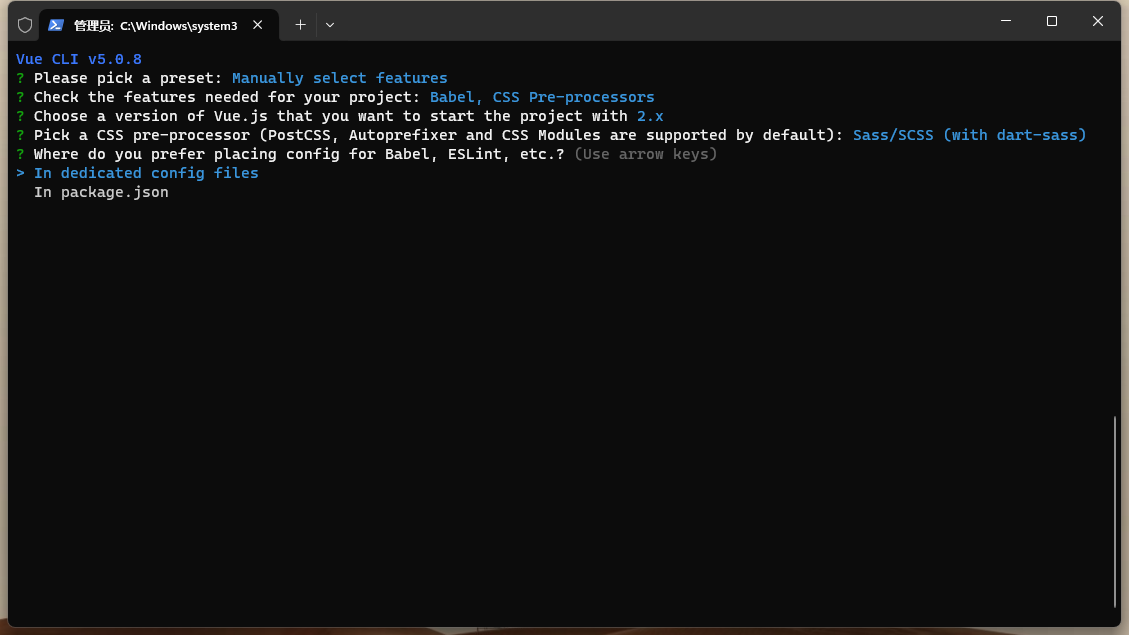 管理员: C:\Windows\system3
Vue CLI v5.0.8
? Please pick a preset: Manually select features
? Check the features needed for your project: Babel, CSS Pre-processors
? Choose a version of Vue.js that you want to start the project with 2.x
? Pick a CSS pre-processor (PostCSS, Autoprefixer and CSS Modules are supported by default): Sass/SCSS (with dart-sass)
? Where do you prefer placing config for Babel, ESLint, etc.? (Use arrow keys)
> In dedicated config files
In package.json